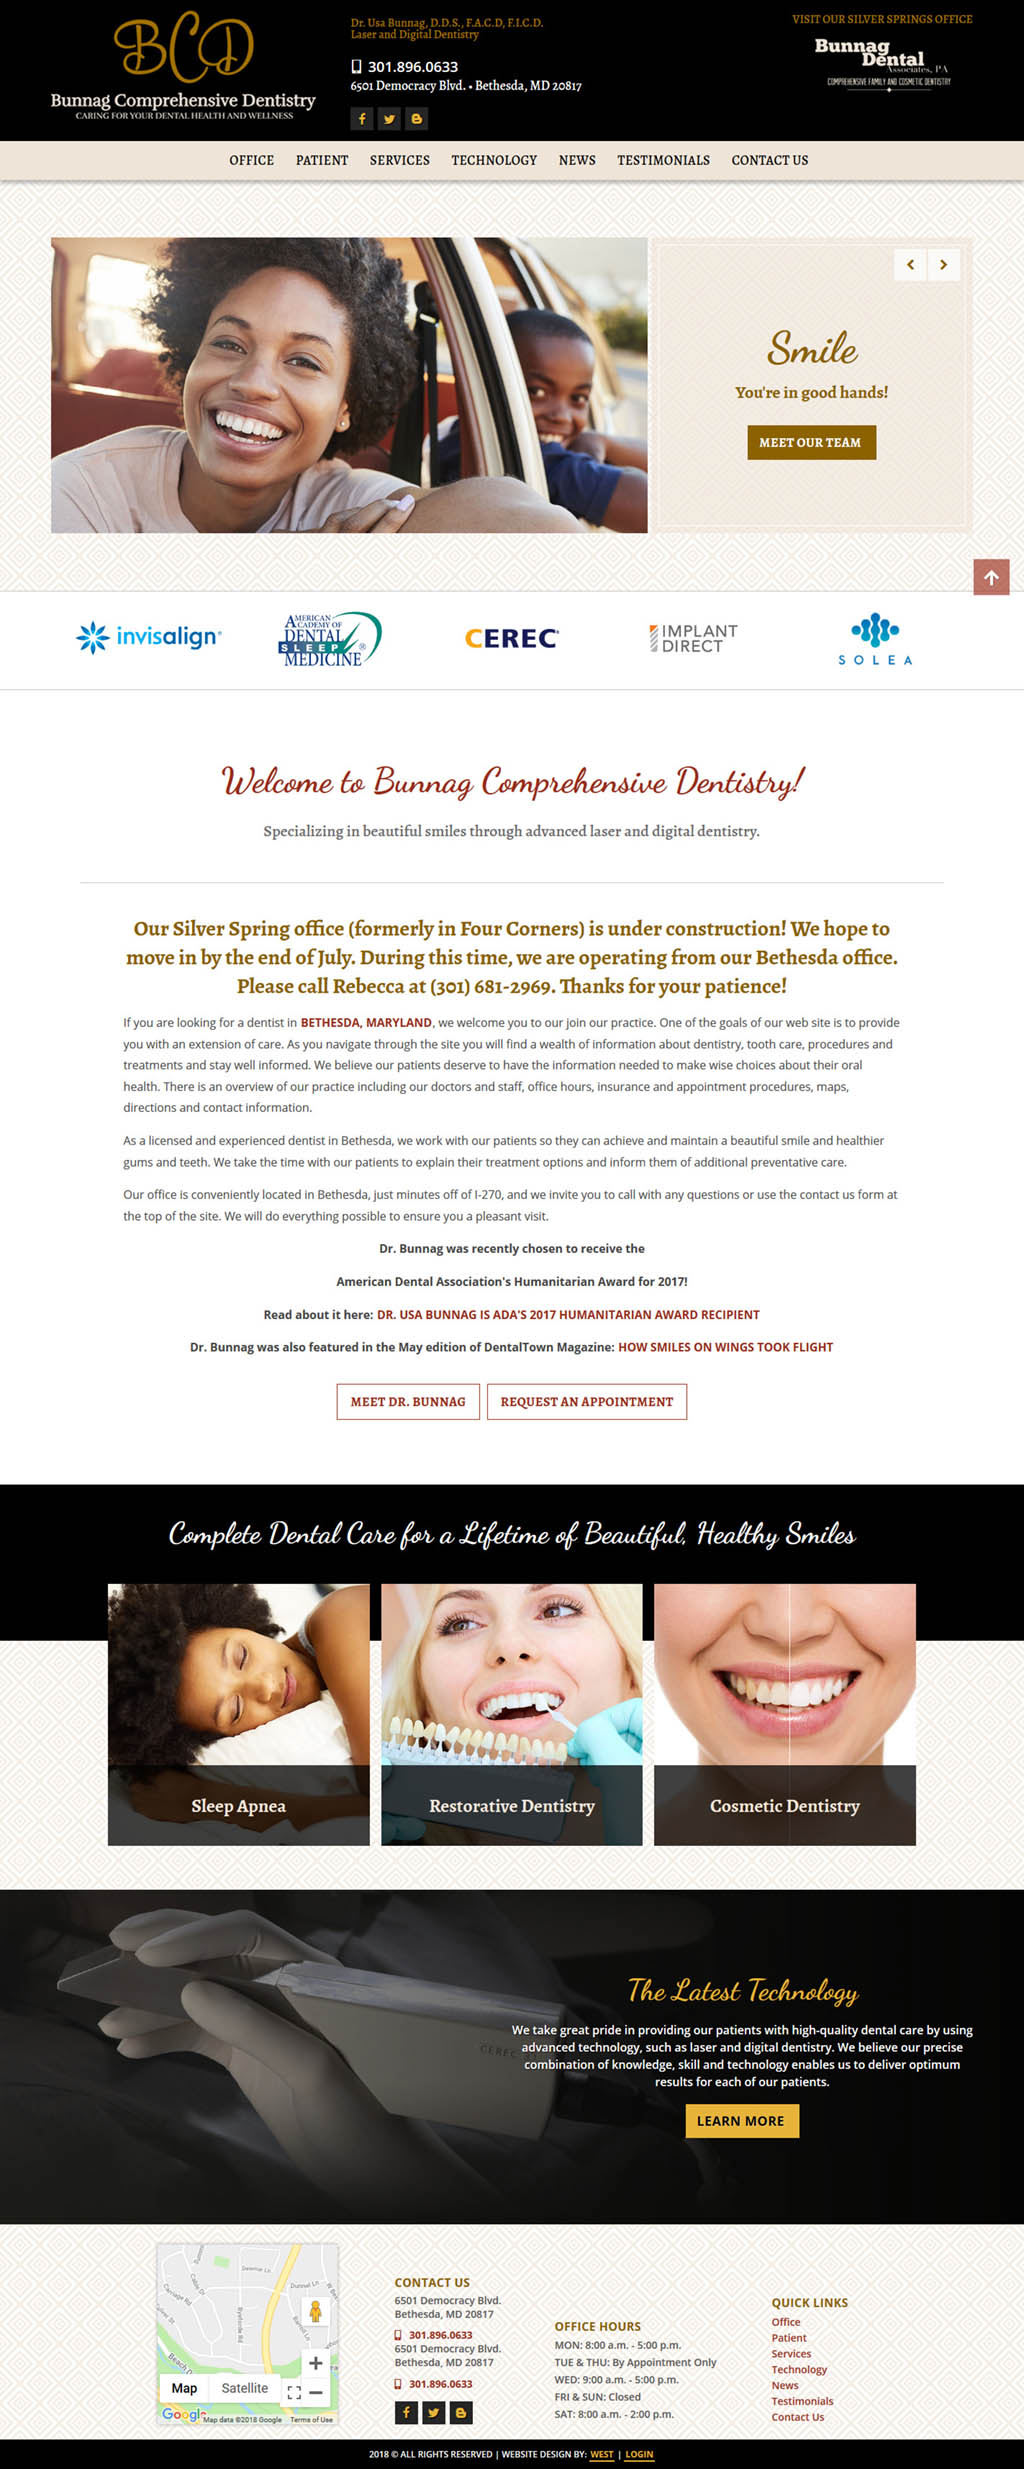 BCD
Bunnag Comprehensive Dentistry
CARING FOR YOUR DENTAL HEALTH AND WELLNESS
Dr. Usa Bunnag, D.D.S., F.A.C.D, F.I.C.D.
Laser and Digital Dentistry
301.896.0633
6501 Democracy Blvd. • Bethesda, MD 20817
VISIT OUR SILVER SPRINGS OFFICE
Bunnag
Dental
Associates, PA
COMPREHENSIVE FAMILY AND COSMETIC DENTISTRY
OFFICE PATIENT SERVICES TECHNOLOGY NEWS TESTIMONIALS CONTACT US
Smile
You're in good hands!
MEET OUR TEAM
invisalign®
AMERICAN
ACADEMY OF
DENTAL
SLEEP®
MEDICINE
CEREC®
IMPLANT
DIRECT
SOLEA
Welcome to Bunnag Comprehensive Dentistry!
Specializing in beautiful smiles through advanced laser and digital dentistry.
Our Silver Spring office (formerly in Four Corners) is under construction! We hope to
move in by the end of July. During this time, we are operating from our Bethesda office.
Please call Rebecca at (301) 681-2969. Thanks for your patience!
If you are looking for a dentist in BETHESDA, MARYLAND, we welcome you to our join our practice. One of the goals of our web site is to provide
you with an extension of care. As you navigate through the site you will find a wealth of information about dentistry, tooth care, procedures and
treatments and stay well informed. We believe our patients deserve to have the information needed to make wise choices about their oral
health. There is an overview of our practice including our doctors and staff, office hours, insurance and appointment procedures, maps,
directions and contact information.
As a licensed and experienced dentist in Bethesda, we work with our patients so they can achieve and maintain a beautiful smile and healthier
gums and teeth. We take the time with our patients to explain their treatment options and inform them of additional preventative care.
Our office is conveniently located in Bethesda, just minutes off of I-270, and we invite you to call with any questions or use the contact us form at
the top of the site. We will do everything possible to ensure you a pleasant visit.
Dr. Bunnag was recently chosen to receive the
American Dental Association's Humanitarian Award for 2017!
Read about it here: DR. USA BUNNAG IS ADA'S 2017 HUMANITARIAN AWARD RECIPIENT
Dr. Bunnag was also featured in the May edition of DentalTown Magazine: HOW SMILES ON WINGS TOOK FLIGHT
MEET DR. BUNNAG REQUEST AN APPOINTMENT
Complete Dental Care for a Lifetime of Beautiful, Healthy Smiles
Sleep Apnea
Restorative Dentistry
Cosmetic Dentistry
CEREC
The Latest Technology
We take great pride in providing our patients with high-quality dental care by using
advanced technology, such as laser and digital dentistry. We believe our precise
combination of knowledge, skill and technology enables us to deliver optimum
results for each of our patients.
LEARN MORE
Dunnel Ln
Carriage Rd
Bartoll Ln
Beach D
Map Satellite
Google
Map data ©2018 Google Terms of Use
CONTACT US
6501 Democracy Blvd.
Bethesda, MD 20817
301.896.0633
6501 Democracy Blvd.
Bethesda, MD 20817
301.896.0633
OFFICE HOURS
MON: 8:00 a.m. - 5:00 p.m.
TUE & THU: By Appointment Only
WED: 9:00 a.m. - 5:00 p.m.
FRI & SUN: Closed
SAT: 8:00 a.m. - 2:00 p.m.
QUICK LINKS
Office
Patient
Services
Technology
News
Testimonials
Contact Us
2018 © ALL RIGHTS RESERVED | WEBSITE DESIGN BY: WEST | LOGIN